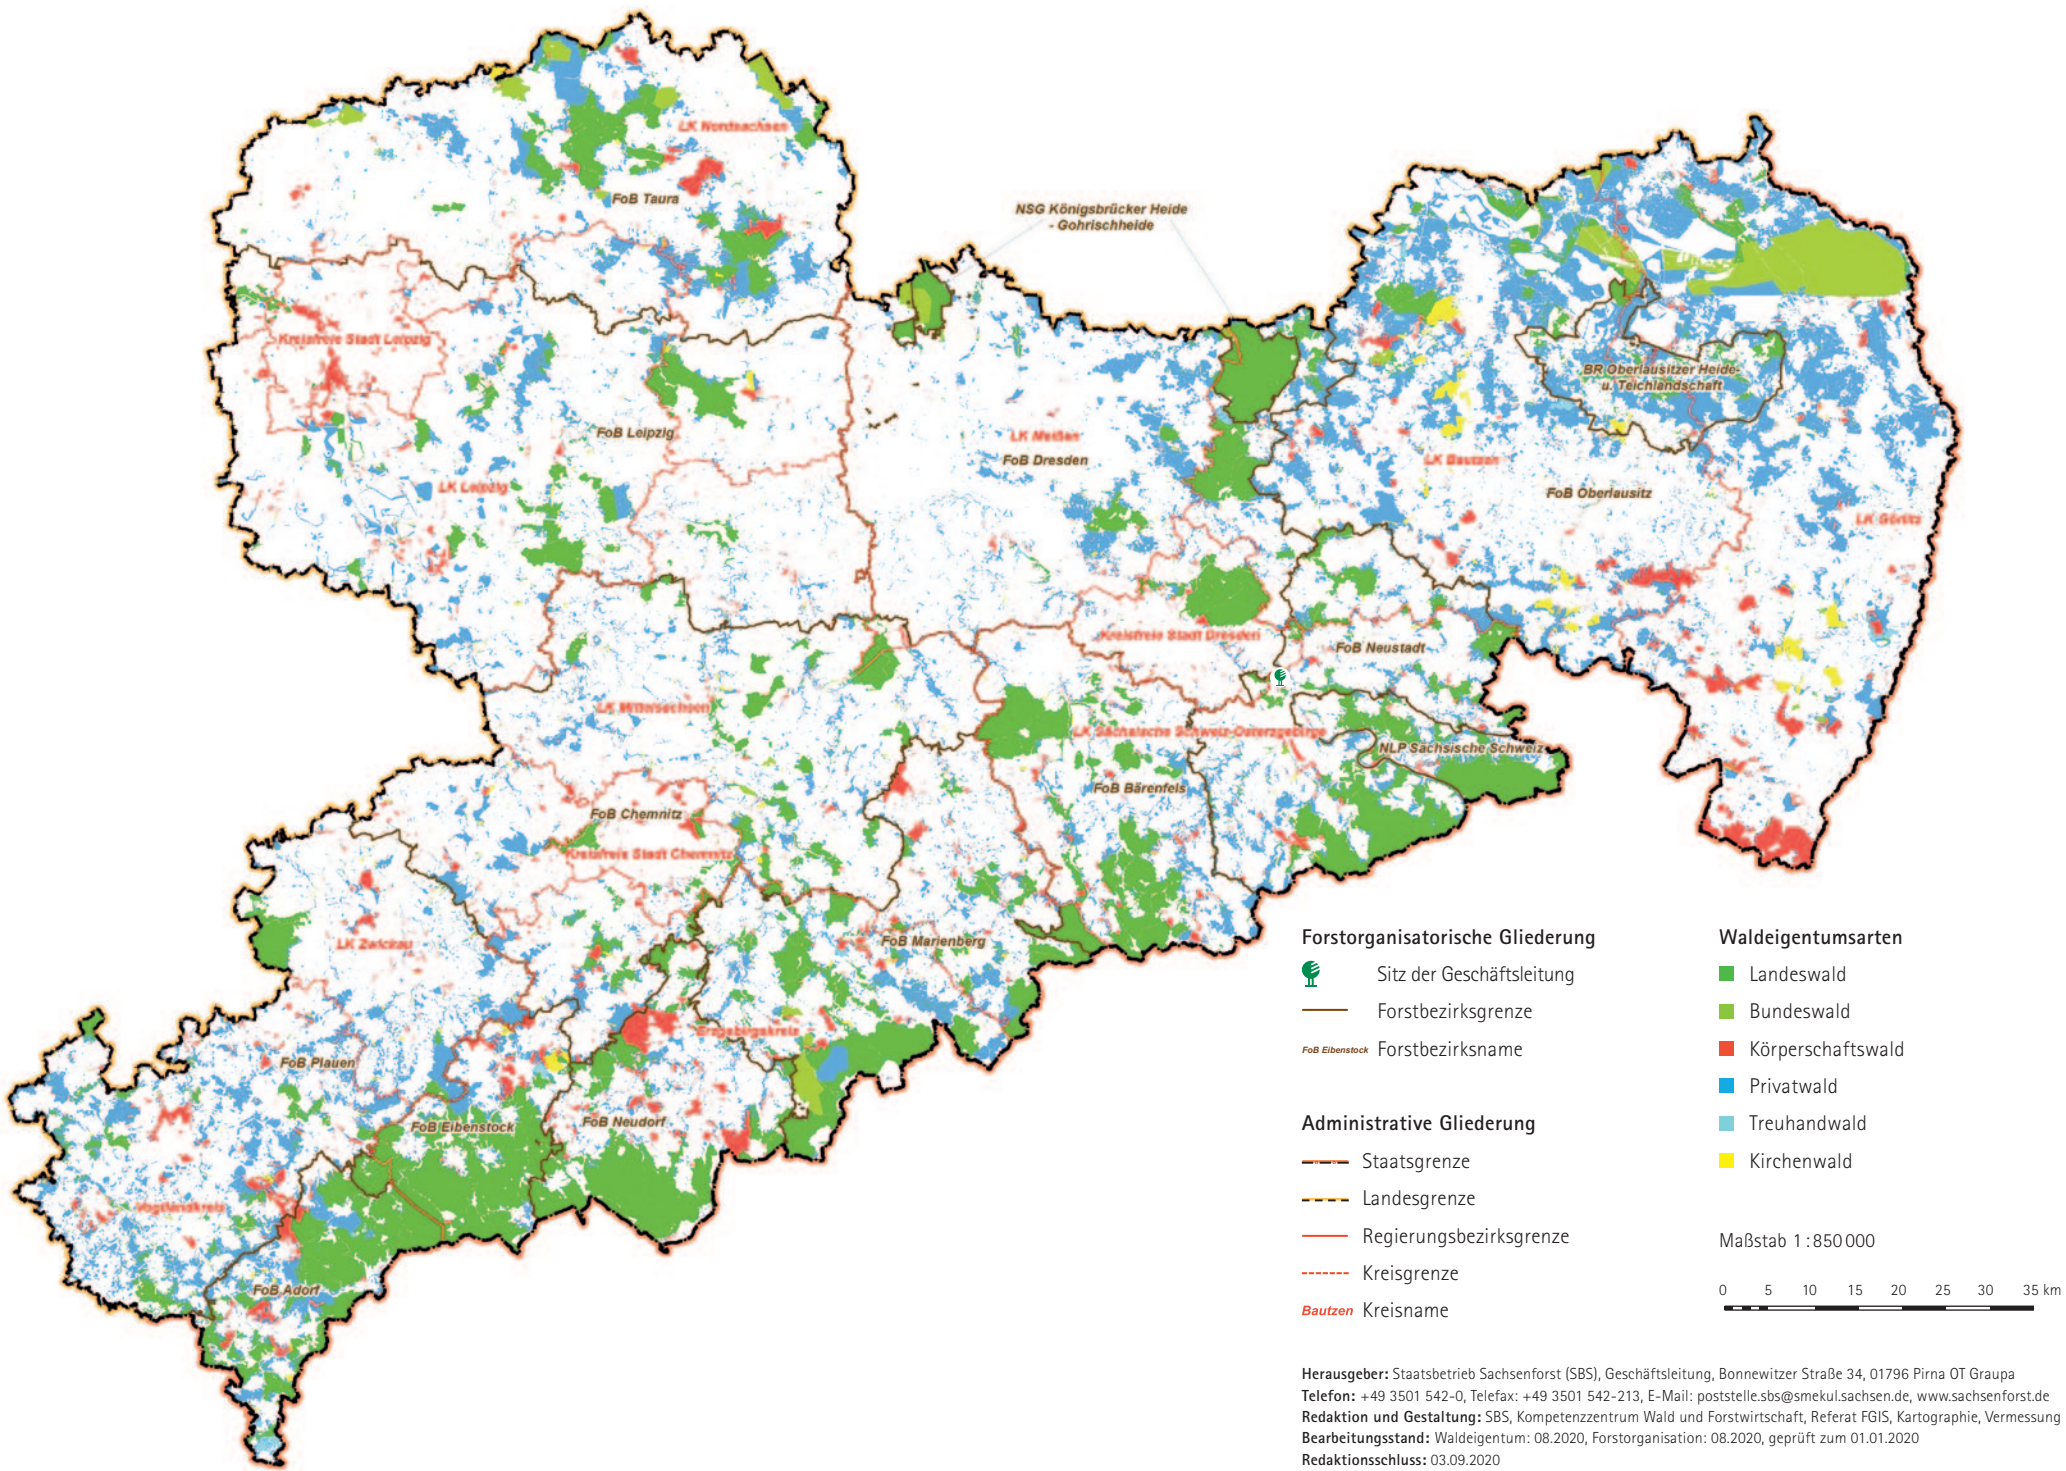 LK Nordsachsen
FoB Taura
NSG Königsbrücker Heide
- Gohrischheide
Kreisfreie Stadt Leipzig
BR Oberlausitzer Heide-
u. Teichlandschaft
FoB Leipzig
LK Meißen
FoB Dresden
LK Bautzen
LK Leipzig
FoB Oberlausitz
LK Görlitz
Kreisfreie Stadt Dresden
FoB Neustadt
LK Mittelsachsen
LK Sächsische Schweiz-Osterzgebirge
NLP Sächsische Schweiz
FoB Bärenfels
FoB Chemnitz
Kreisfreie Stadt Chemnitz
LK Zwickau
FoB Marienberg
Erzgebirgskreis
FoB Plauen
FoB Eibenstock
FoB Neudorf
Vogtlandkreis
FoB Adorf
Forstorganisatorische Gliederung
Sitz der Geschäftsleitung
Forstbezirksgrenze
FoB Eibenstock Forstbezirksname
Administrative Gliederung
Staatsgrenze
Landesgrenze
Regierungsbezirksgrenze
Kreisgrenze
Bautzen Kreisname
Waldeigentumsarten
Landeswald
Bundeswald
Körperschaftswald
Privatwald
Treuhandwald
Kirchenwald
Maßstab 1:850 000
0 5 10 15 20 25 30 35 km
Herausgeber: Staatsbetrieb Sachsenforst (SBS), Geschäftsleitung, Bonnewitzer Straße 34, 01796 Pirna OT Graupa
Telefon: +49 3501 542-0, Telefax: +49 3501 542-213, E-Mail: poststelle.sbs@smekul.sachsen.de, www.sachsenforst.de
Redaktion und Gestaltung: SBS, Kompetenzzentrum Wald und Forstwirtschaft, Referat FGIS, Kartographie, Vermessung
Bearbeitungsstand: Waldeigentum: 08.2020, Forstorganisation: 08.2020, geprüft zum 01.01.2020
Redaktionsschluss: 03.09.2020